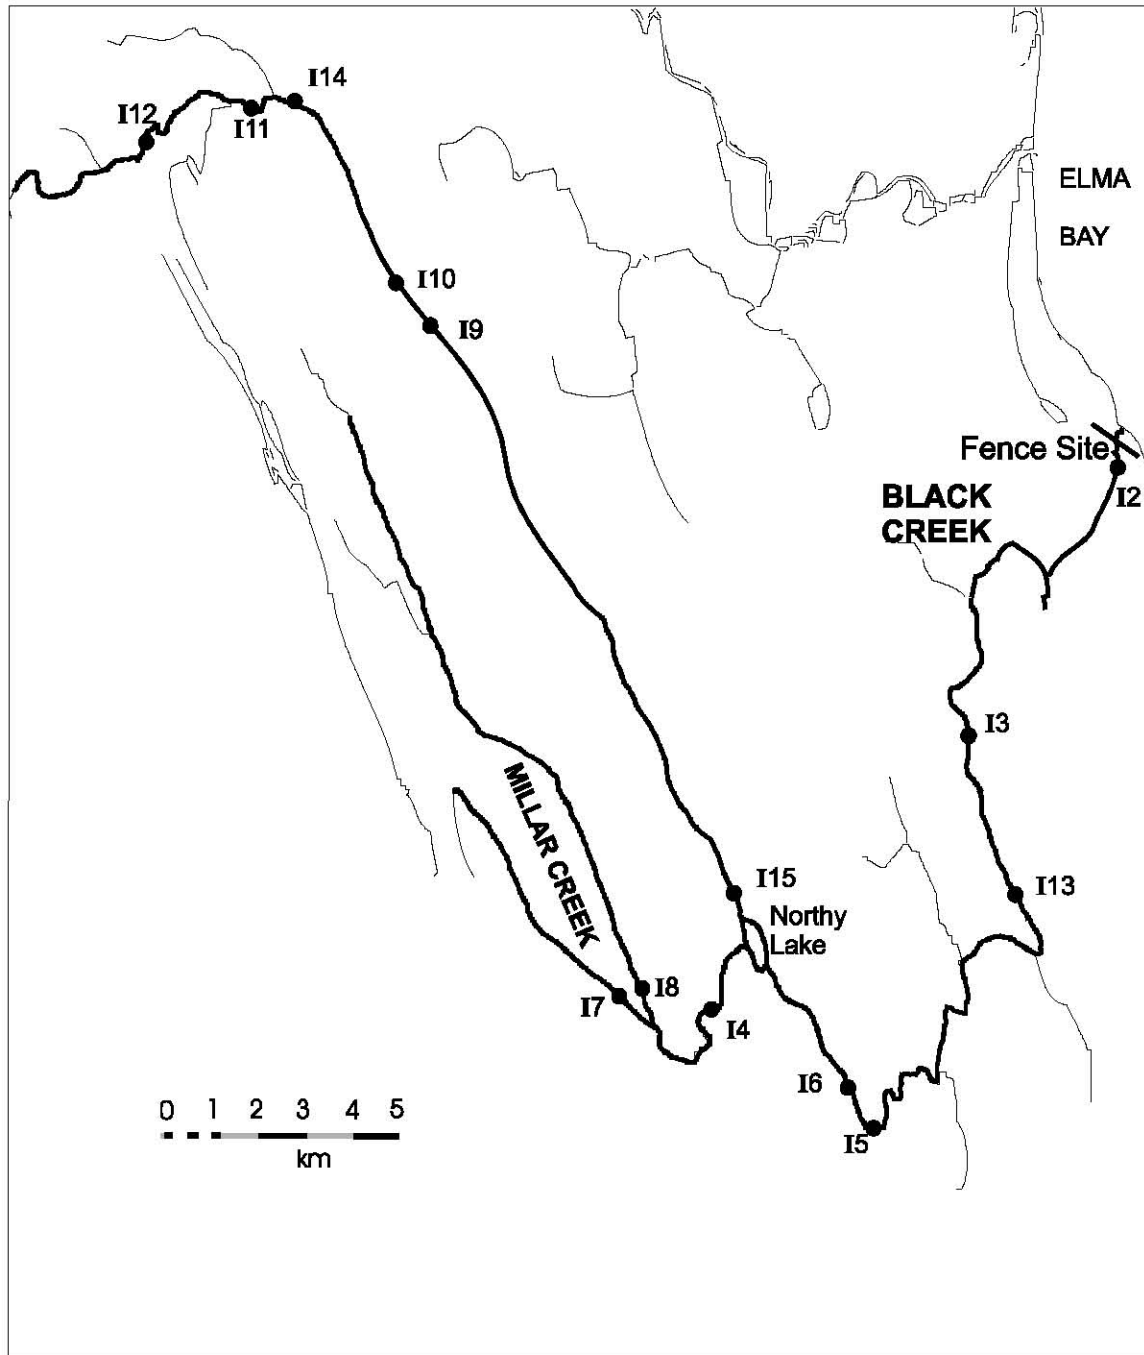 I14
I12
I11
ELMA
BAY
I10
I9
Fence Site
I2
BLACK
CREEK
I3
MILLAR CREEK
I15
I13
Northy
Lake
I8
I7
I4
I6
I5
0 1 2 3 4 5
km